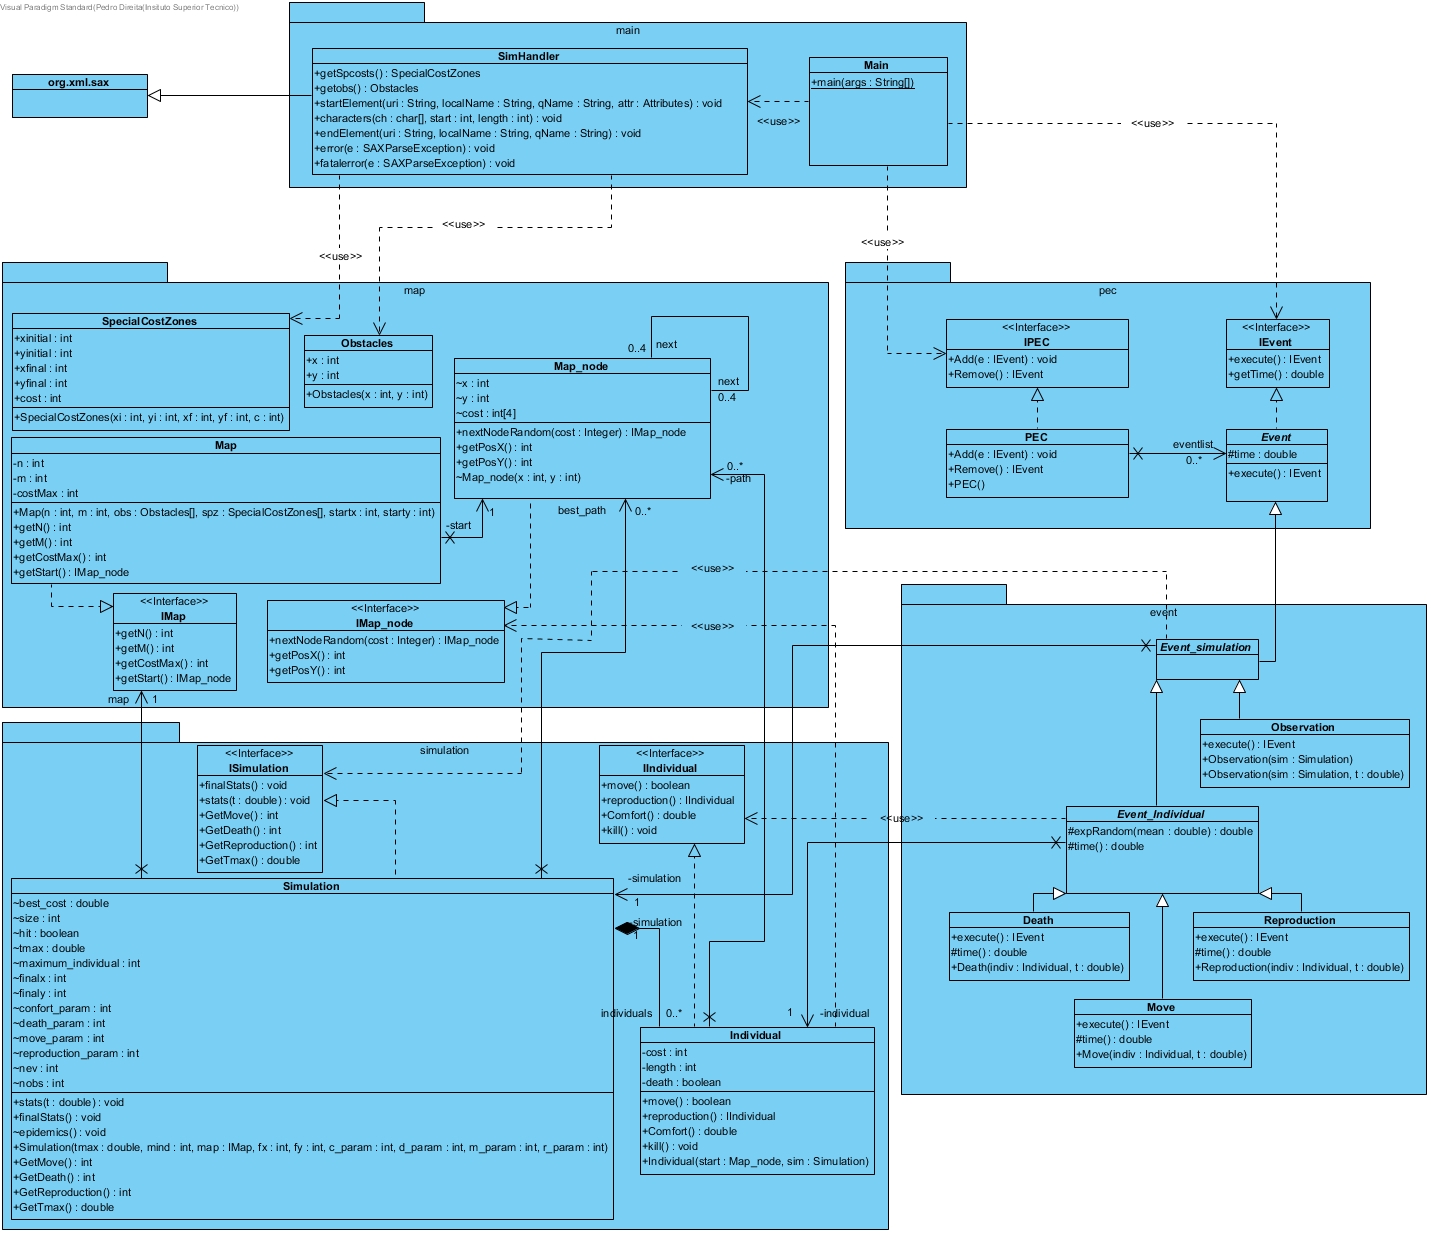 Visual Paradigm Standard(Pedro Direita(Instiuto Superior Tecnico))
main
SimHandler
+getSpcosts() : SpecialCostZones
+getobs() : Obstacles
+startElement(uri : String, localName : String, qName : String, attr : Attributes) : void
+characters(ch : char[], start : int, length : int) : void
+endElement(uri : String, localName : String, qName : String) : void
+error(e : SAXParseException) : void
+fatalerror(e : SAXParseException) : void
Main
+main(args : String[])
org.xml.sax
<<use>>
<<use>>
<<use>>
<<use>>
<<use>>
map
SpecialCostZones
+xinitial : int
+yinitial : int
+xfinal : int
+yfinal : int
+cost : int
+SpecialCostZones(xi : int, yi : int, xf : int, yf : int, c : int)
Obstacles
+x : int
+y : int
+Obstacles(x : int, y : int)
0..4
next
next
0..4
Map_node
~x : int
~y : int
~cost : int[4]
+nextNodeRandom(cost : Integer) : IMap_node
+getPosX() : int
+getPosY() : int
~Map_node(x : int, y : int)
0..*
-path
Map
-n : int
-m : int
-costMax : int
+Map(n : int, m : int, obs : Obstacles[], spz : SpecialCostZones[], startx : int, starty : int)
+getN() : int
+getM() : int
+getCostMax() : int
+getStart() : IMap_node
-start
1
best_path
0..*
<<Interface>>
IMap
+getN() : int
+getM() : int
+getCostMax() : int
+getStart() : IMap_node
map
1
<<Interface>>
IMap_node
+nextNodeRandom(cost : Integer) : IMap_node
+getPosX() : int
+getPosY() : int
<<use>>
<<use>>
pec
<<Interface>>
IPEC
+Add(e : IEvent) : void
+Remove() : IEvent
<<Interface>>
IEvent
+execute() : IEvent
+getTime() : double
PEC
+Add(e : IEvent) : void
+Remove() : IEvent
+PEC()
eventlist
0..*
Event
#time : double
+execute() : IEvent
event
Event_simulation
Observation
+execute() : IEvent
+Observation(sim : Simulation)
+Observation(sim : Simulation, t : double)
Event_Individual
#expRandom(mean : double) : double
#time() : double
Death
+execute() : IEvent
#time() : double
+Death(indiv : Individual, t : double)
Reproduction
+execute() : IEvent
#time() : double
+Reproduction(indiv : Individual, t : double)
Move
+execute() : IEvent
#time() : double
+Move(indiv : Individual, t : double)
simulation
<<Interface>>
ISimulation
+finalStats() : void
+stats(t : double) : void
+GetMove() : int
+GetDeath() : int
+GetReproduction() : int
+GetTmax() : double
<<Interface>>
IIndividual
+move() : boolean
+reproduction() : IIndividual
+Comfort() : double
+kill() : void
<<use>>
-simulation
1
-simulation
1
individuals
0..*
1
-individual
Simulation
~best_cost : double
~size : int
~hit : boolean
~tmax : double
~maximum_individual : int
~finalx : int
~finaly : int
~confort_param : int
~death_param : int
~move_param : int
~reproduction_param : int
~nev : int
~nobs : int
+stats(t : double) : void
+finalStats() : void
~epidemics() : void
+Simulation(tmax : double, mind : int, map : IMap, fx : int, fy : int, c_param : int, d_param : int, m_param : int, r_param : int)
+GetMove() : int
+GetDeath() : int
+GetReproduction() : int
+GetTmax() : double
Individual
-cost : int
-length : int
-death : boolean
+move() : boolean
+reproduction() : IIndividual
+Comfort() : double
+kill() : void
+Individual(start : Map_node, sim : Simulation)